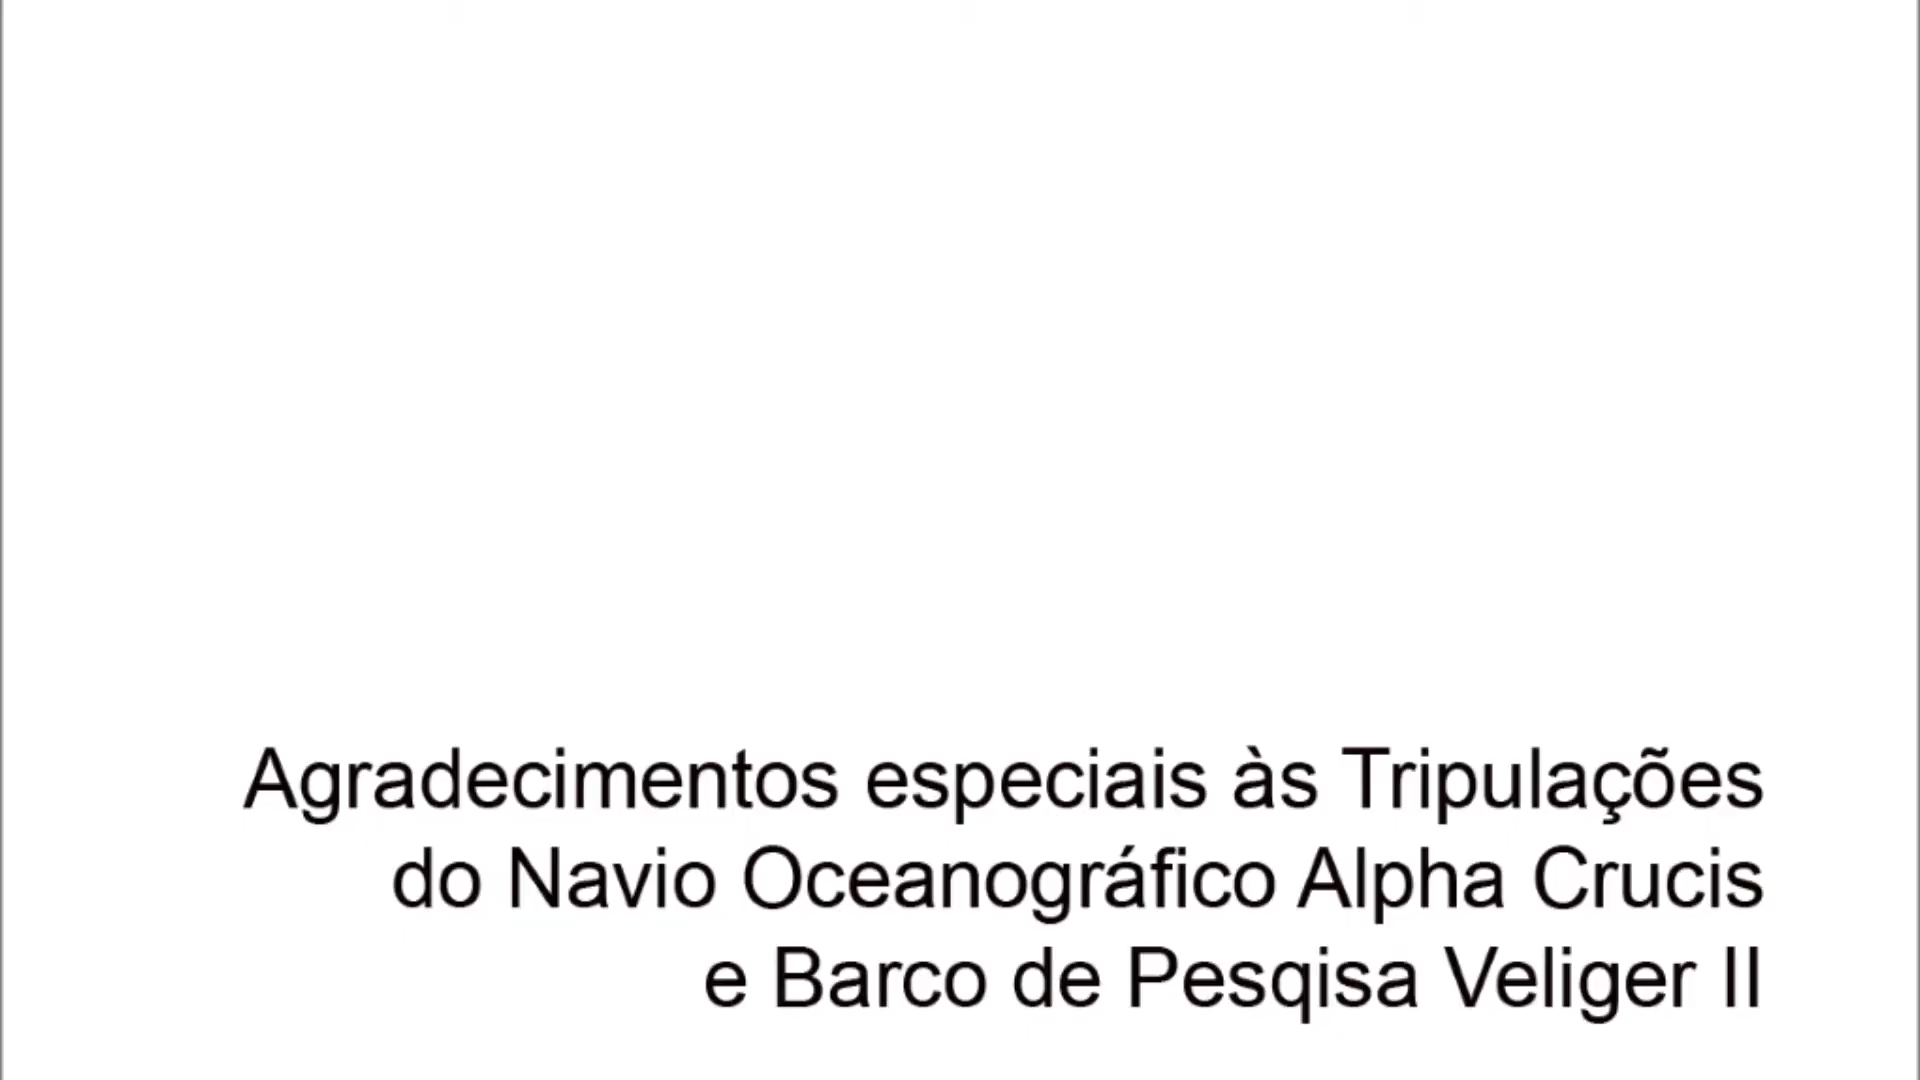 Agradecimentos especiais às Tripulações
do Navio Oceanográfico Alpha Crucis
e Barco de Pesqisa Veliger II